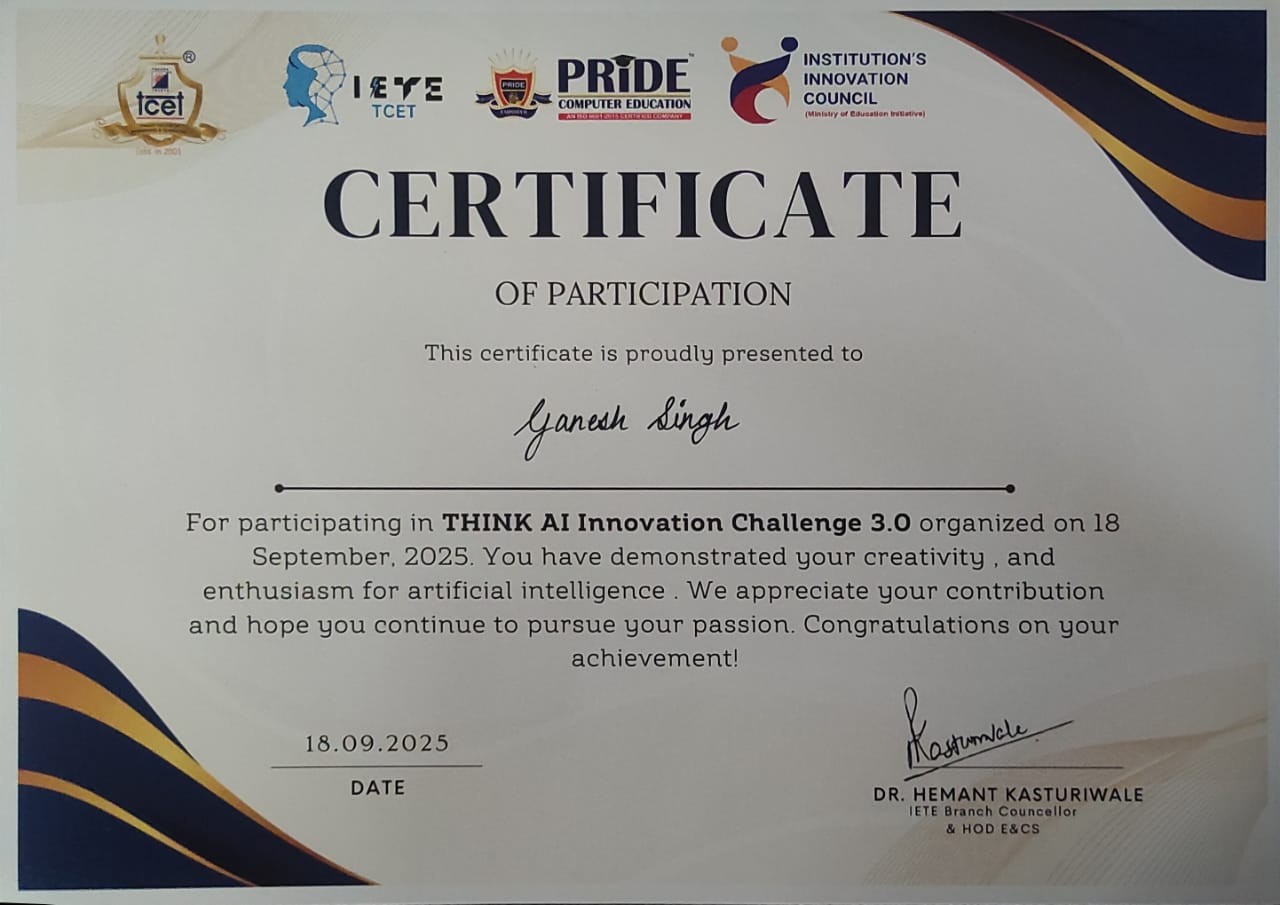 tcet
Estd. in 2001
IETE
TCET
PRIDE
PRIDE
COMPUTER EDUCATION
AN ISO 9001:2015 CERTIFIED COMPANY
INSTITUTION'S
INNOVATION
COUNCIL
(Ministry of Education Initiative)
CERTIFICATE
OF PARTICIPATION
This certificate is proudly presented to
Ganesh Singh
For participating in THINK AI Innovation Challenge 3.0 organized on 18
September, 2025. You have demonstrated your creativity , and
enthusiasm for artificial intelligence . We appreciate your contribution
and hope you continue to pursue your passion. Congratulations on your
achievement!
18.09.2025
DATE
Kasturiwale
DR. HEMANT KASTURIWALE
IETE Branch Councellor
& HOD E&CS